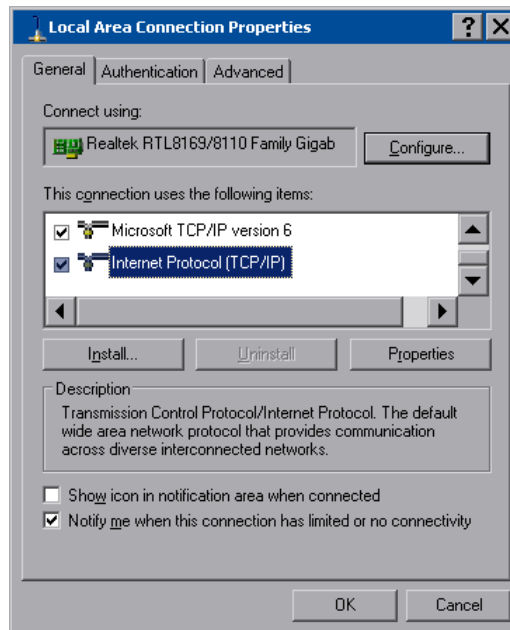 Local Area Connection Properties
General Authentication Advanced
Connect using:
Realtek RTL8169/8110 Family Gigab Configure...
This connection uses the following items:
Microsoft TCP/IP version 6
Internet Protocol (TCP/IP)
Install... Uninstall Properties
Description
Transmission Control Protocol/Internet Protocol. The default
wide area network protocol that provides communication
across diverse interconnected networks.
Show icon in notification area when connected
Notify me when this connection has limited or no connectivity
OK Cancel